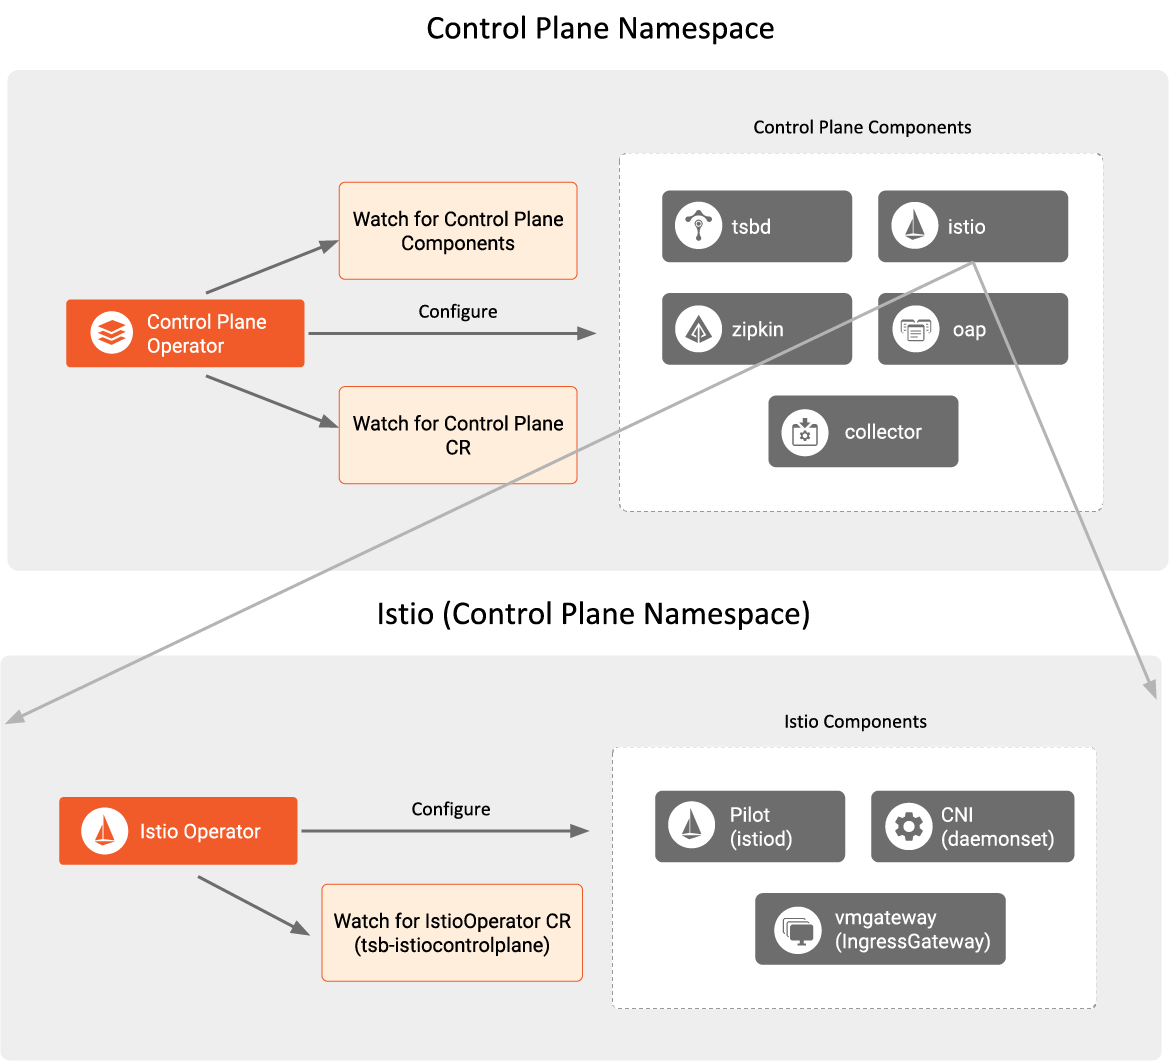 Control Plane Namespace
Control Plane Components
Watch for Control Plane
Components
tsbd
istio
Configure
Control Plane
Operator
zipkin
oap
Watch for Control Plane
CR
collector
Istio (Control Plane Namespace)
Istio Components
Configure
Istio Operator
Pilot
(istiod)
CNI
(daemonset)
Watch for IstioOperator CR
(tsb-istiocontrolplane)
vmgateway
(IngressGateway)